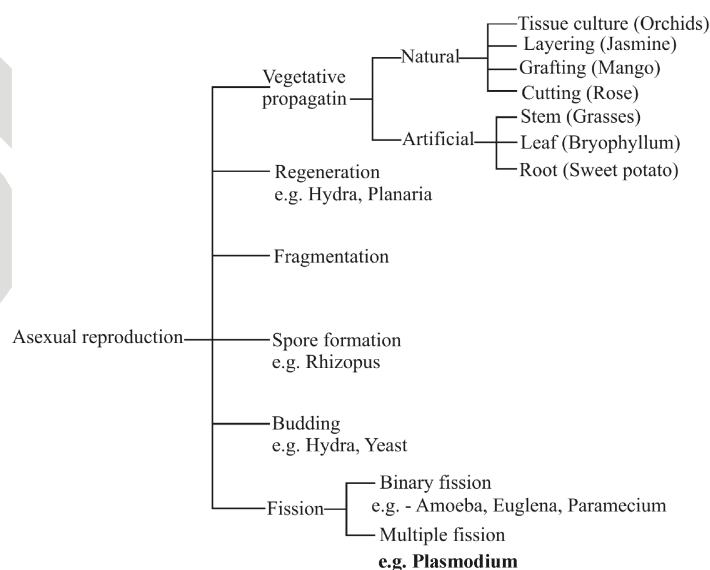 Tissue culture (Orchids)
Natural
Layering (Jasmine)
Grafting (Mango)
Cutting (Rose)
Vegetative
propagatin
Stem (Grasses)
Artificial
Leaf (Bryophyllum)
Root (Sweet potato)
Regeneration
e.g. Hydra, Planaria
Fragmentation
Asexual reproduction
Spore formation
e.g. Rhizopus
Budding
e.g. Hydra, Yeast
Fission
Binary fission
e.g. - Amoeba, Euglena, Paramecium
Multiple fission
e.g. Plasmodium